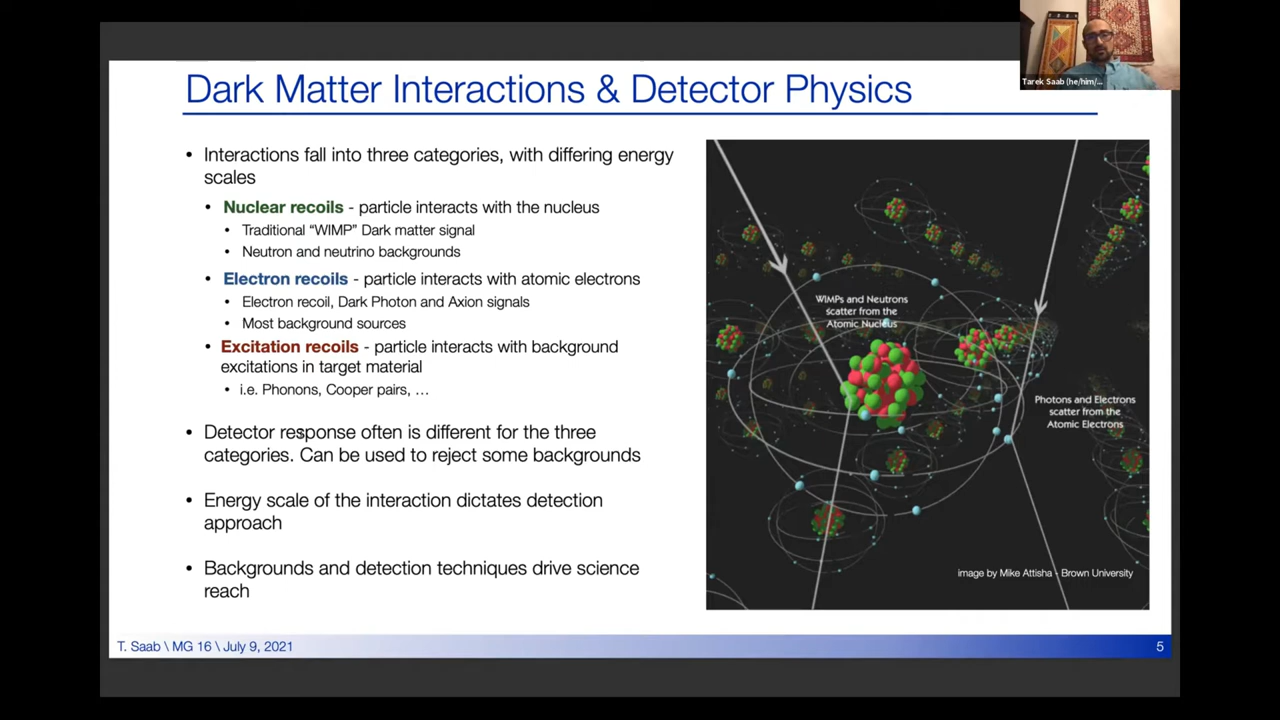 Tarek Saab (he/him/...
Dark Matter Interactions & Detector Physics
• Interactions fall into three categories, with differing energy
scales
• Nuclear recoils - particle interacts with the nucleus
• Traditional “WIMP” Dark matter signal
• Neutron and neutrino backgrounds
• Electron recoils - particle interacts with atomic electrons
• Electron recoil, Dark Photon and Axion signals
• Most background sources
• Excitation recoils - particle interacts with background
excitations in target material
• i.e. Phonons, Cooper pairs, …
• Detector response often is different for the three
categories. Can be used to reject some backgrounds
• Energy scale of the interaction dictates detection
approach
• Backgrounds and detection techniques drive science
reach
WIMPs and Neutrons
scatter from the
Atomic Nucleus
Photons and Electrons
scatter from the
Atomic Electrons
image by Mike Attisha - Brown University
T. Saab \ MG 16 \ July 9, 2021
5